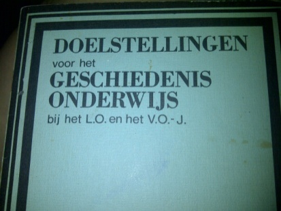 DOELSTELLINGEN
voor het
GESCHIEDENIS
ONDERWIJS
bij het L.O. en het V.O.-J.